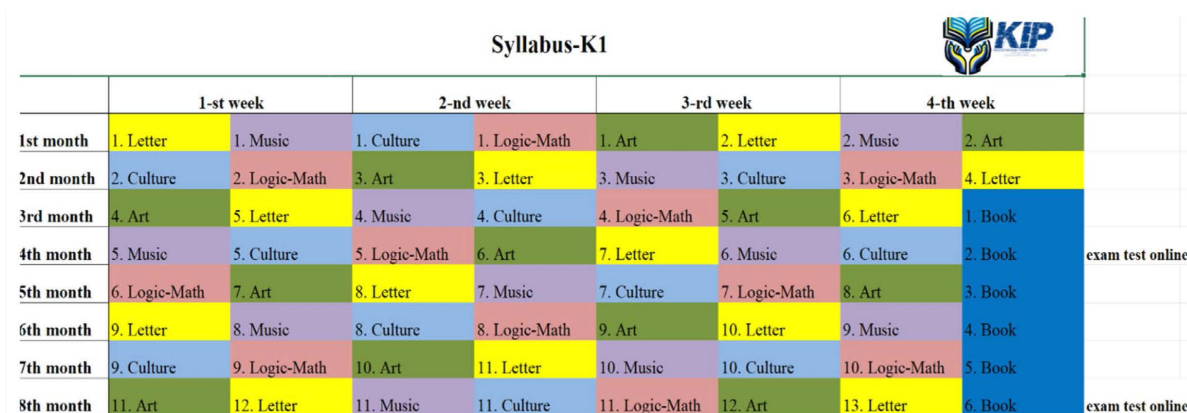 Syllabus-K1
KIP
1-st week 2-nd week 3-rd week 4-th week
1st month 1. Letter 1. Music 1. Culture 1. Logic-Math 1. Art 2. Letter 2. Music 2. Art
2nd month 2. Culture 2. Logic-Math 3. Art 3. Letter 3. Music 3. Culture 3. Logic-Math 4. Letter
3rd month 4. Art 5. Letter 4. Music 4. Culture 4. Logic-Math 5. Art 6. Letter 1. Book
4th month 5. Music 5. Culture 5. Logic-Math 6. Art 7. Letter 6. Music 6. Culture 2. Book exam test online
5th month 6. Logic-Math 7. Art 8. Letter 7. Music 7. Culture 7. Logic-Math 8. Art 3. Book
6th month 9. Letter 8. Music 8. Culture 8. Logic-Math 9. Art 10. Letter 9. Music 4. Book
7th month 9. Culture 9. Logic-Math 10. Art 11. Letter 10. Music 10. Culture 10. Logic-Math 5. Book
8th month 11. Art 12. Letter 11. Music 11. Culture 11. Logic-Math 12. Art 13. Letter 6. Book exam test online